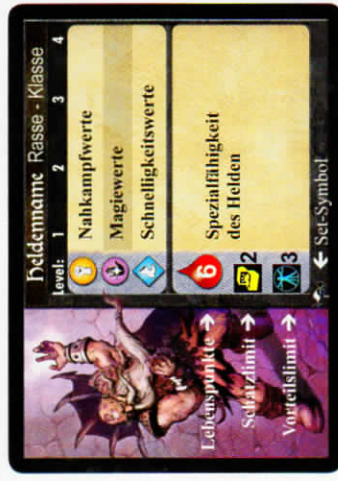 Heldenname Rasse - Klasse
Level: 1 2 3 4
Nahkampfwerte
Magiewerte
Schnelligkeitswerte
Lebenspunkte → 6
Spezialfähigkeit
des Helden
Schatzlimit → 2
Vorteilslimit → 3
← Set-Symbol